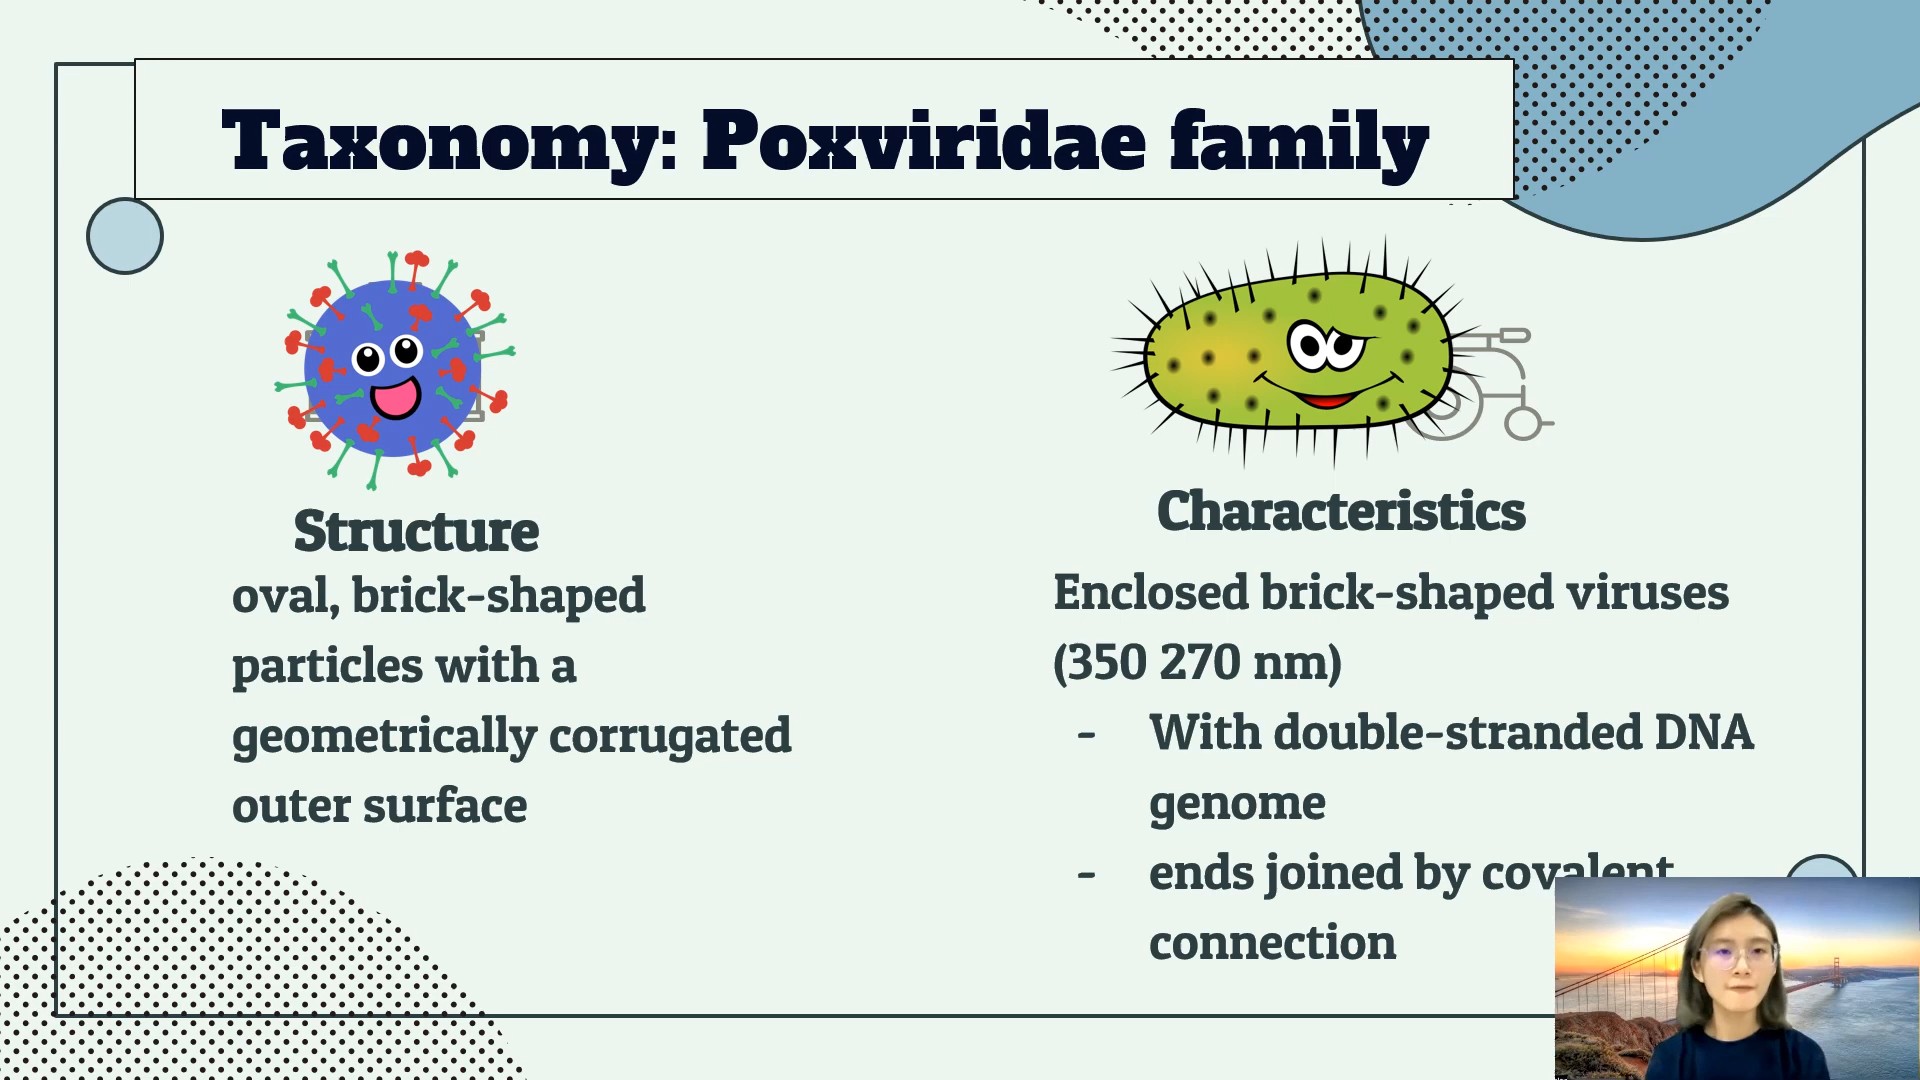 Taxonomy: Poxviridae family
Structure
oval, brick-shaped
particles with a
geometrically corrugated
outer surface
Characteristics
Enclosed brick-shaped viruses
(350 270 nm)
- With double-stranded DNA
genome
- ends joined by covalent
connection